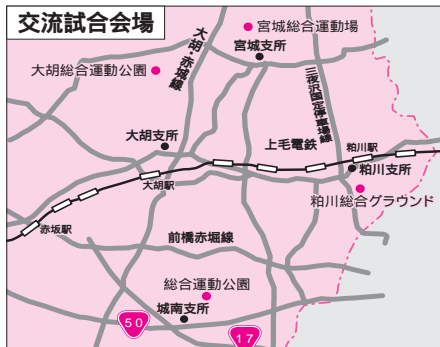 交流試合会場
宮城総合運動場
大胡・赤城線
宮城支所
大胡総合運動公園
三夜沢国定停車場線
大胡支所
上毛電鉄
粕川駅
粕川支所
大胡駅
粕川総合グラウンド
赤坂駅
前橋赤堀線
総合運動公園
城南支所
50
17